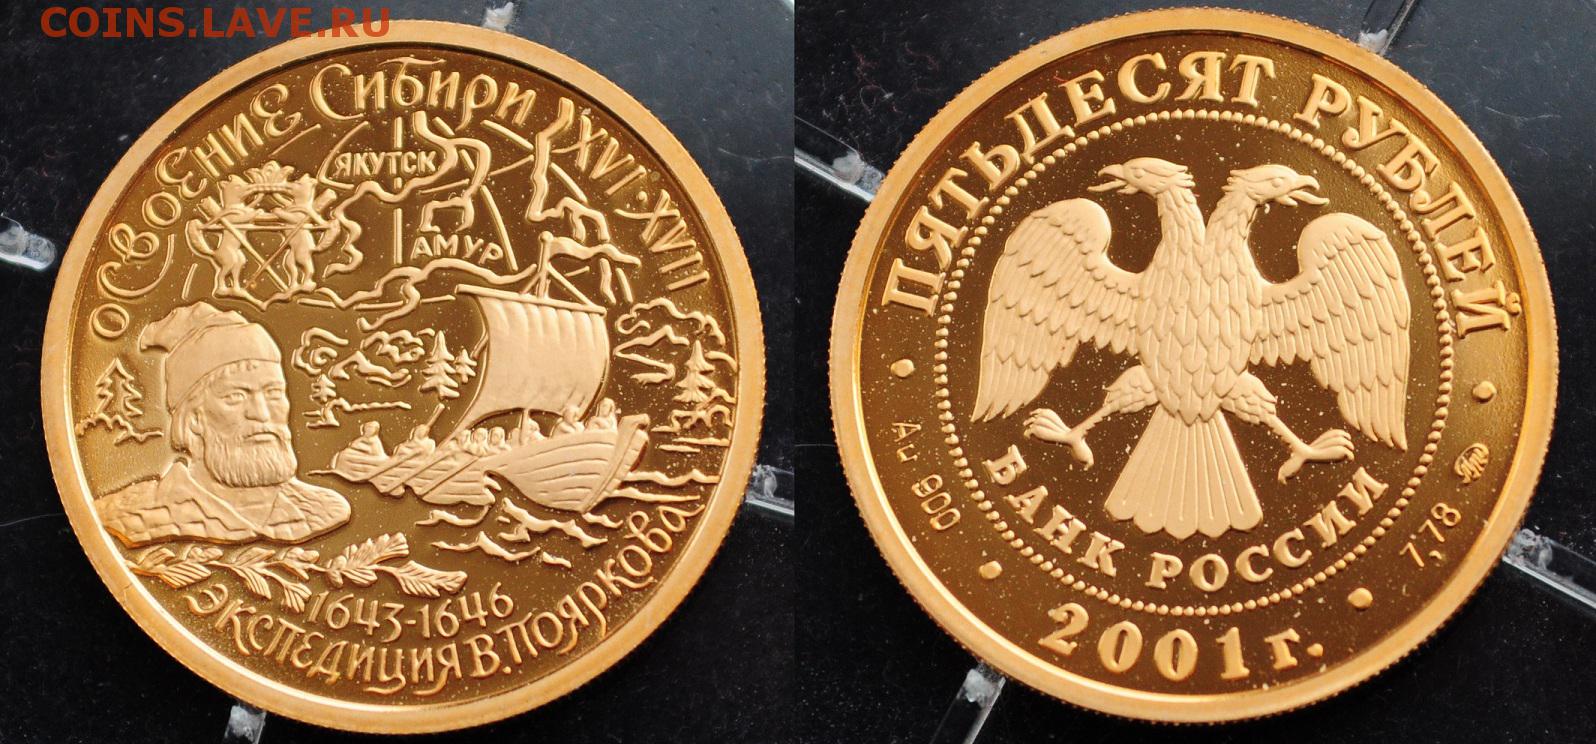 COINS.LAVE.RU
ОСВОЕНИЕ СИБИРИ XVI·XVII
ЯКУТСК
АМУР
1643-1646
ЭКСПЕДИЦИЯ В.ПОЯРКОВА
ПЯТЬДЕСЯТ РУБЛЕЙ
БАНК РОССИИ
Au 900
7,78
2001 г.